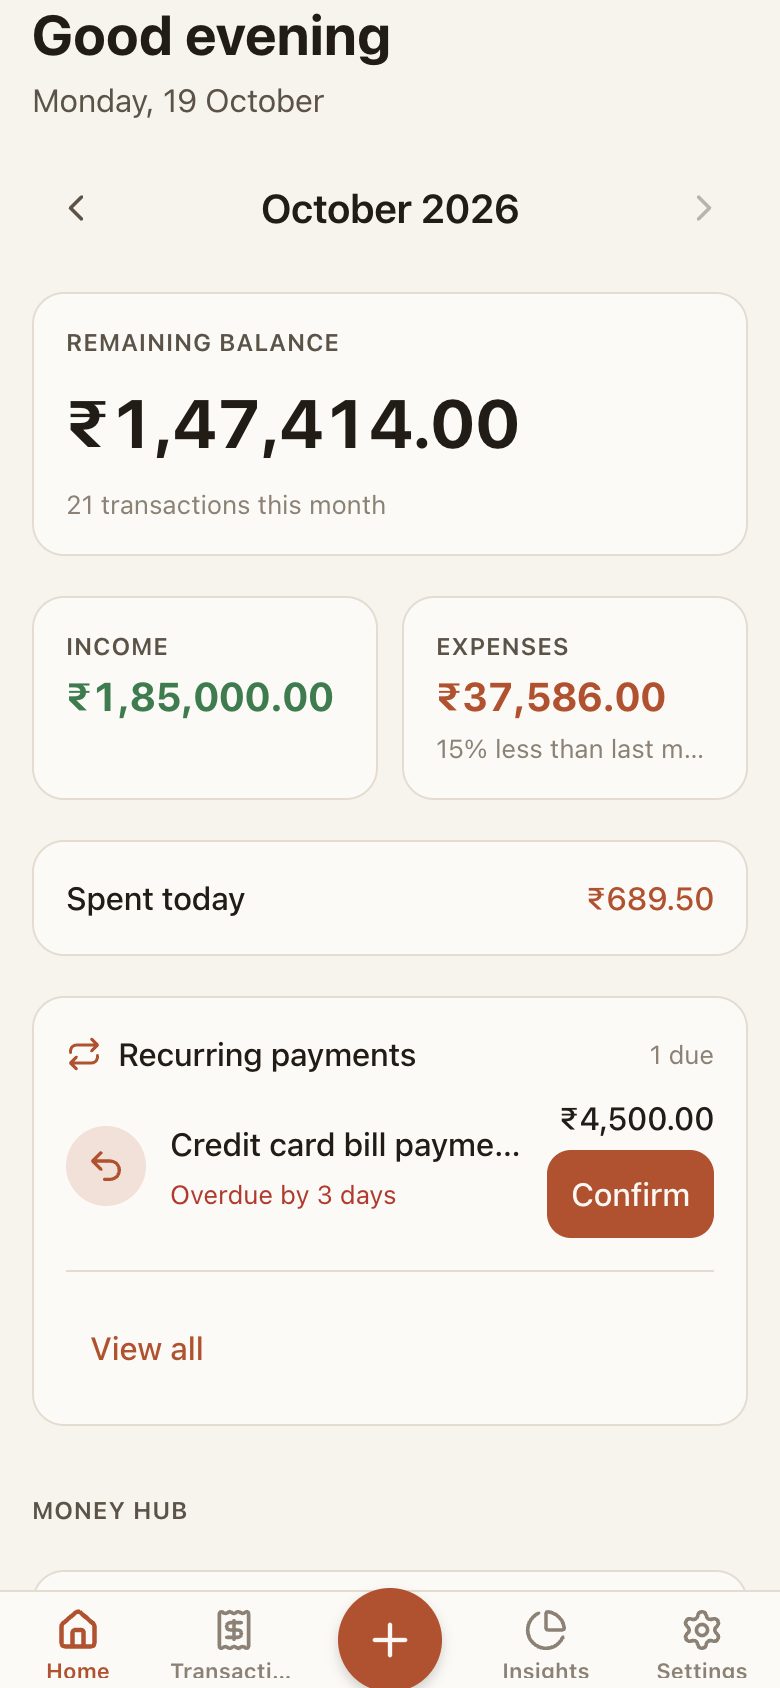 Good evening
Monday, 19 October
October 2026
REMAINING BALANCE
₹1,47,414.00
21 transactions this month
INCOME
₹1,85,000.00
EXPENSES
₹37,586.00
15% less than last m...
Spent today
₹689.50
Recurring payments
1 due
Credit card bill payme...
₹4,500.00
Overdue by 3 days
Confirm
View all
MONEY HUB
Home
Transacti...
Insights
Settings